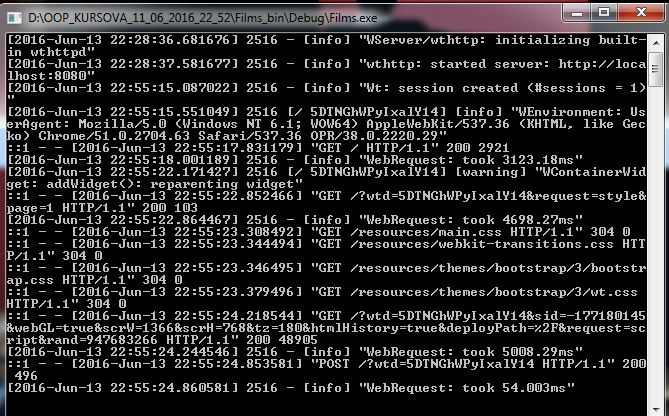 D:\OOP_KURSOVA_11_06_2016_22_52\Films_bin\Debug\Films.exe
[2016-Jun-13 22:28:36.681676] 2516 - [info] "WServer/wthttp: initializing built-
in wthttpd"
[2016-Jun-13 22:28:37.581677] 2516 - [info] "wthttp: started server: http://loca
lhost:8080"
[2016-Jun-13 22:55:15.087022] 2516 - [info] "Wt: session created (#sessions = 1)
"
[2016-Jun-13 22:55:15.551049] 2516 [/ 5DTNGhWPyIxalY14] [info] "WEnvironment: Us
erAgent: Mozilla/5.0 (Windows NT 6.1; WOW64) AppleWebKit/537.36 (KHTML, like Gec
ko) Chrome/51.0.2704.63 Safari/537.36 OPR/38.0.2220.29"
::1 - - [2016-Jun-13 22:55:17.831179] "GET / HTTP/1.1" 200 2921
[2016-Jun-13 22:55:18.001189] 2516 - [info] "WebRequest: took 3123.18ms"
[2016-Jun-13 22:55:22.171427] 2516 [/ 5DTNGhWPyIxalY14] [warning] "WContainerWid
get: addWidget(): reparenting widget"
::1 - - [2016-Jun-13 22:55:22.852466] "GET /?wtd=5DTNGhWPyIxalY14&request=style&
page=1 HTTP/1.1" 200 103
[2016-Jun-13 22:55:22.864467] 2516 - [info] "WebRequest: took 4698.27ms"
::1 - - [2016-Jun-13 22:55:23.308492] "GET /resources/main.css HTTP/1.1" 304 0
::1 - - [2016-Jun-13 22:55:23.344494] "GET /resources/webkit-transitions.css HTT
P/1.1" 304 0
::1 - - [2016-Jun-13 22:55:23.346495] "GET /resources/themes/bootstrap/3/bootstr
ap.css HTTP/1.1" 304 0
::1 - - [2016-Jun-13 22:55:23.379496] "GET /resources/themes/bootstrap/3/wt.css
HTTP/1.1" 304 0
::1 - - [2016-Jun-13 22:55:24.218544] "GET /?wtd=5DTNGhWPyIxalY14&sid=-177180145
&webGL=true&scrW=1366&scrH=768&tz=180&htmlHistory=true&deployPath=%2F&request=sc
ript&rand=947683266 HTTP/1.1" 200 48905
[2016-Jun-13 22:55:24.244546] 2516 - [info] "WebRequest: took 5008.29ms"
::1 - - [2016-Jun-13 22:55:24.853581] "POST /?wtd=5DTNGhWPyIxalY14 HTTP/1.1" 200
496
[2016-Jun-13 22:55:24.860581] 2516 - [info] "WebRequest: took 54.003ms"